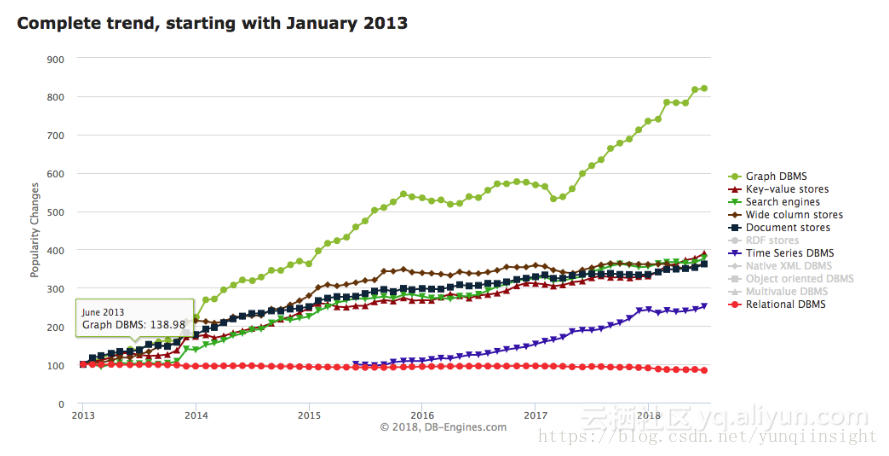 Complete trend, starting with January 2013
900
800
700
600
500
400
300
200
100
0
Popularity Changes
June 2013
Graph DBMS: 138.98
2013
2014
2015
2016
2017
2018
Graph DBMS
Key-value stores
Search engines
Wide column stores
Document stores
RDF stores
Time Series DBMS
Native XML DBMS
Object oriented DBMS
Multivalue DBMS
Relational DBMS
© 2018, DB-Engines.com
云栖社区 yq.aliyun.com
https://blog.csdn.net/yunqiinsight